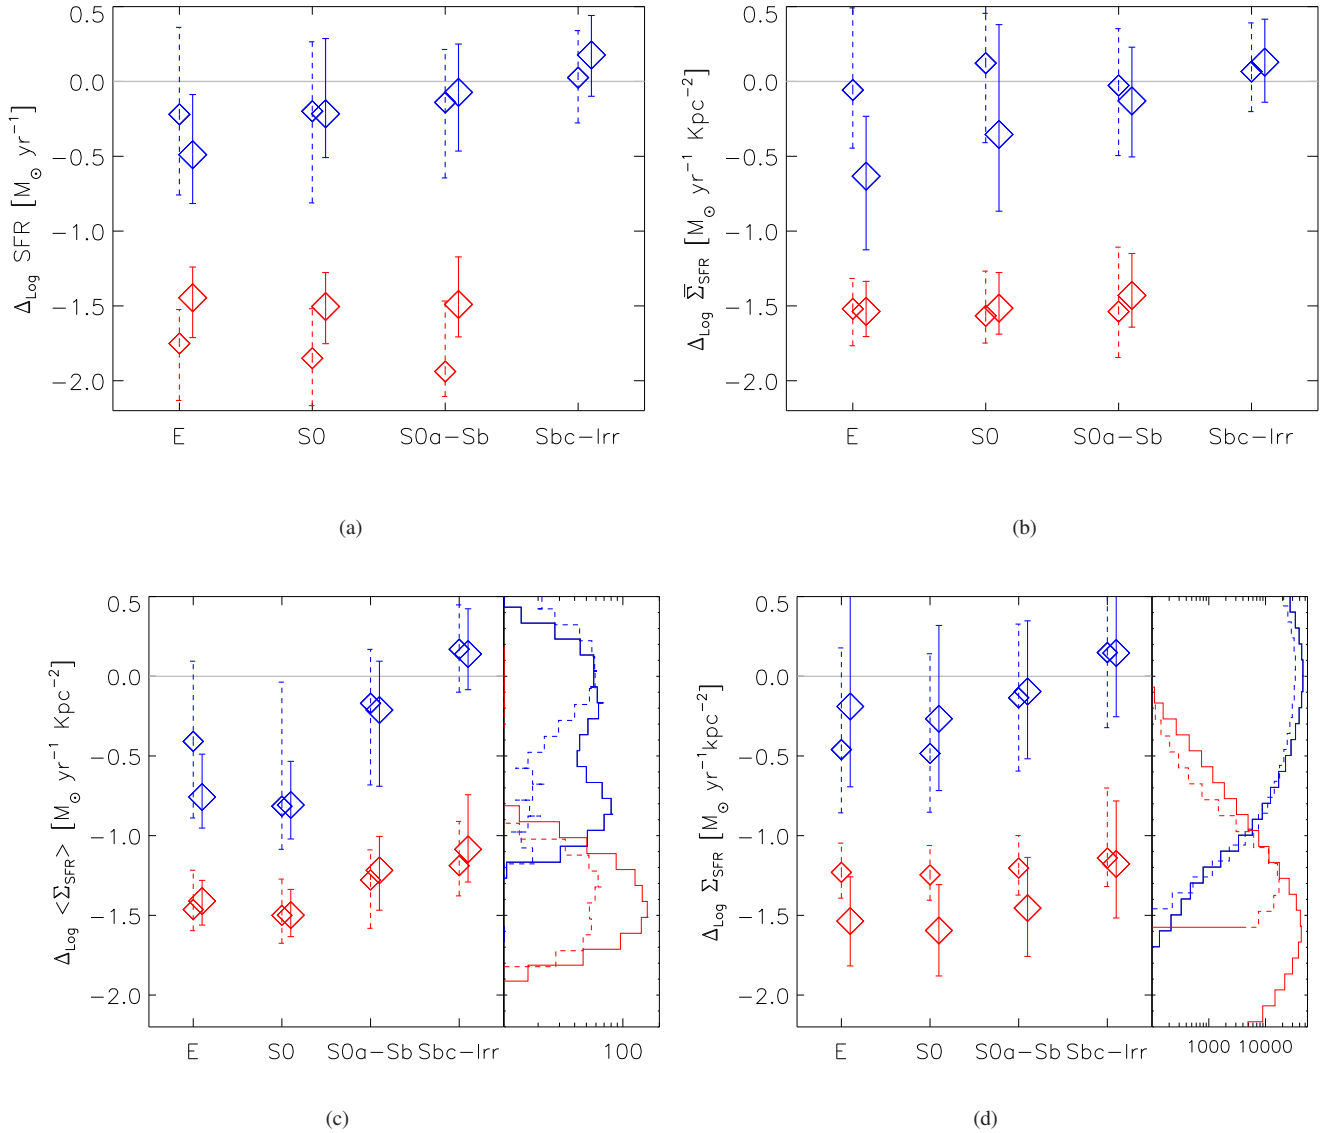 0.5
0.0
−0.5
−1.0
−1.5
−2.0
Δ_Log SFR [M_⊙ yr⁻¹]
E S0 S0a−Sb Sbc−Irr
(a)
0.5
0.0
−0.5
−1.0
−1.5
−2.0
Δ_Log Σ̅_SFR [M_⊙ yr⁻¹ Kpc⁻²]
E S0 S0a−Sb Sbc−Irr
(b)
0.5
0.0
−0.5
−1.0
−1.5
−2.0
Δ_Log <Σ_SFR> [M_⊙ yr⁻¹ Kpc⁻²]
E S0 S0a−Sb Sbc−Irr 100
(c)
0.5
0.0
−0.5
−1.0
−1.5
−2.0
Δ_Log Σ_SFR [M_⊙ yr⁻¹kpc⁻²]
E S0 S0a−Sb Sbc−Irr 1000 10000
(d)